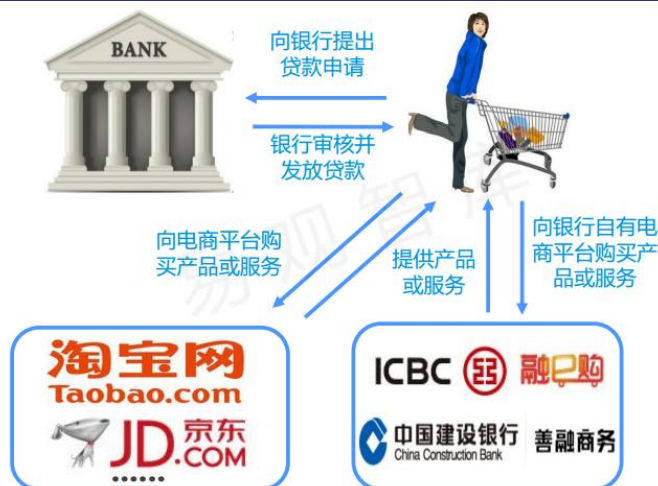 BANK
向银行提出
贷款申请
银行审核并
发放贷款
向电商平台购
买产品或服务
提供产品
或服务
向银行自有电
商平台购买产
品或服务
易观智库
淘宝网
Taobao.com
JD.京东
.COM
......
ICBC 融e购
中国建设银行 善融商务
China Construction Bank